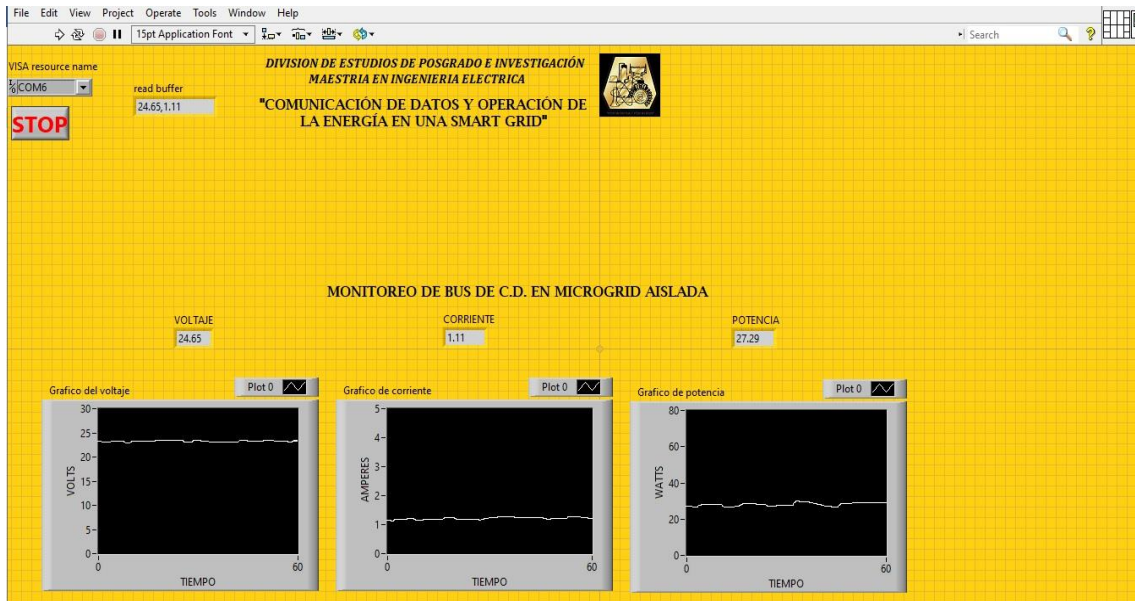 File Edit View Project Operate Tools Window Help
15pt Application Font
Search
VISA resource name
COM6
STOP
read buffer
24.65,1.11
DIVISION DE ESTUDIOS DE POSGRADO E INVESTIGACIÓN
MAESTRIA EN INGENIERIA ELECTRICA
"COMUNICACIÓN DE DATOS Y OPERACIÓN DE
LA ENERGÍA EN UNA SMART GRID"
MONITOREO DE BUS DE C.D. EN MICROGRID AISLADA
VOLTAJE
24.65
CORRIENTE
1.11
POTENCIA
27.29
Grafico del voltaje
Plot 0
30
25
20
15
10
5
0
VOLTS
0 60
TIEMPO
Grafico de corriente
Plot 0
5
4
3
2
1
0
AMPERES
0 60
TIEMPO
Grafico de potencia
Plot 0
80
60
40
20
0
WATTS
0 60
TIEMPO